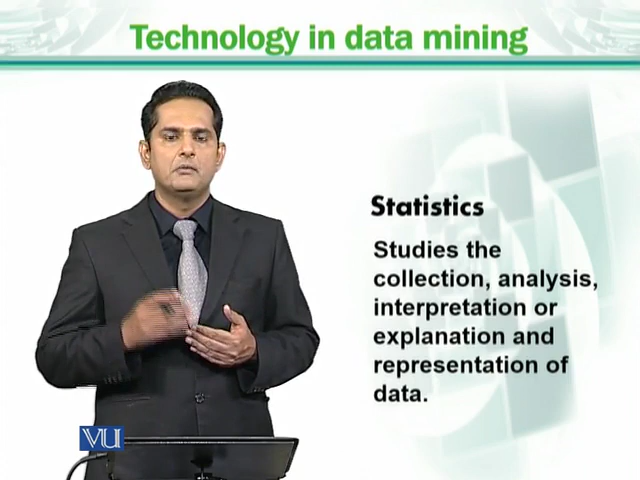 Technology in data mining
Statistics
Studies the
collection, analysis,
interpretation or
explanation and
representation of
data.
VU